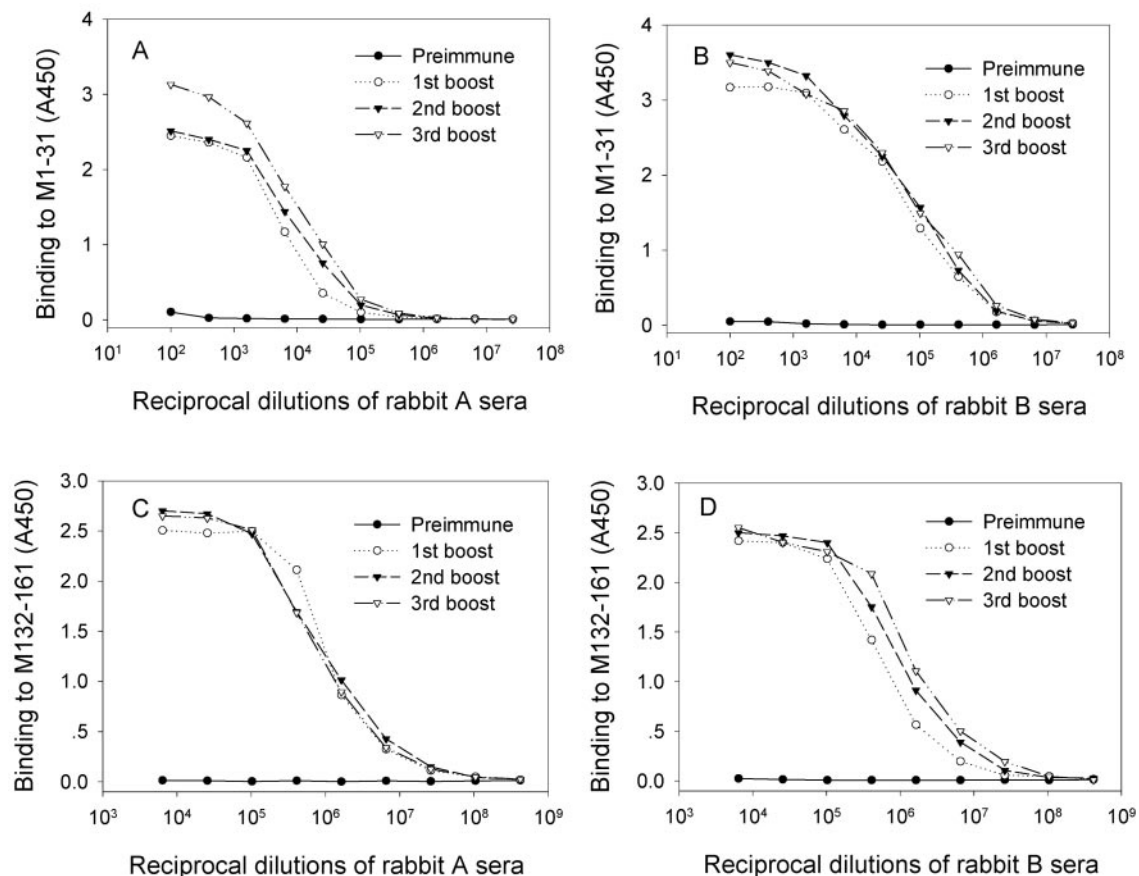 A
Preimmune
1st boost
2nd boost
3rd boost
Binding to M1-31 (A450)
4
3
2
1
0
10¹ 10² 10³ 10⁴ 10⁵ 10⁶ 10⁷ 10⁸
Reciprocal dilutions of rabbit A sera
B
Preimmune
1st boost
2nd boost
3rd boost
Binding to M1-31 (A450)
4
3
2
1
0
10¹ 10² 10³ 10⁴ 10⁵ 10⁶ 10⁷ 10⁸
Reciprocal dilutions of rabbit B sera
C
Preimmune
1st boost
2nd boost
3rd boost
Binding to M132-161 (A450)
3.0
2.5
2.0
1.5
1.0
.5
0.0
10³ 10⁴ 10⁵ 10⁶ 10⁷ 10⁸ 10⁹
Reciprocal dilutions of rabbit A sera
D
Preimmune
1st boost
2nd boost
3rd boost
Binding to M132-161 (A450)
3.0
2.5
2.0
1.5
1.0
.5
0.0
10³ 10⁴ 10⁵ 10⁶ 10⁷ 10⁸ 10⁹
Reciprocal dilutions of rabbit B sera